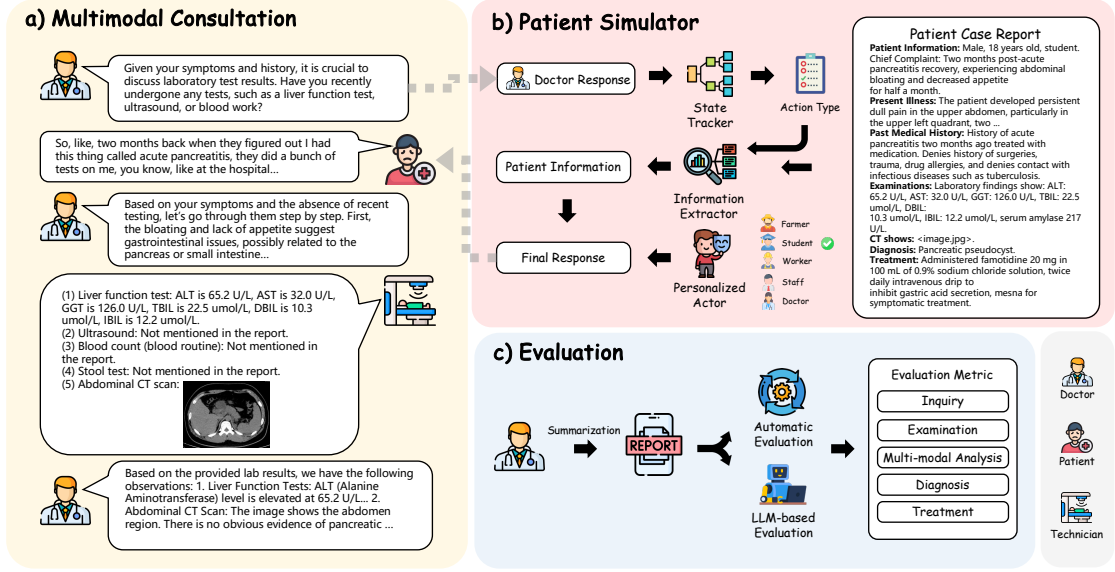 a) Multimodal Consultation
Given your symptoms and history, it is crucial to
discuss laboratory test results. Have you recently
undergone any tests, such as a liver function test,
ultrasound, or blood work?
So, like, two months back when they figured out I had
this thing called acute pancreatitis, they did a bunch of
tests on me, you know, like at the hospital...
Based on your symptoms and the absence of recent
testing, let's go through them step by step. First,
the bloating and lack of appetite suggest
gastrointestinal issues, possibly related to the
pancreas or small intestine...
(1) Liver function test: ALT is 65.2 U/L, AST is 32.0 U/L,
GGT is 126.0 U/L, TBIL is 22.5 umol/L, DBIL is 10.3
umol/L, IBIL is 12.2 umol/L.
(2) Ultrasound: Not mentioned in the report.
(3) Blood count (blood routine): Not mentioned in
the report.
(4) Stool test: Not mentioned in the report.
(5) Abdominal CT scan:
Based on the provided lab results, we have the following
observations: 1. Liver Function Tests: ALT (Alanine
Aminotransferase) level is elevated at 65.2 U/L... 2.
Abdominal CT Scan: The image shows the abdomen
region. There is no obvious evidence of pancreatic ...
b) Patient Simulator
Doctor Response
State
Tracker
Action Type
Patient Information
Information
Extractor
Final Response
Personalized
Actor
Farmer
Student
Worker
Staff
Doctor
Patient Case Report
Patient Information: Male, 18 years old, student.
Chief Complaint: Two months post-acute
pancreatitis recovery, experiencing abdominal
bloating and decreased appetite
for half a month.
Present Illness: The patient developed persistent
dull pain in the upper abdomen, particularly in
the upper left quadrant, two ...
Past Medical History: History of acute
pancreatitis two months ago treated with
medication. Denies history of surgeries,
trauma, drug allergies, and denies contact with
infectious diseases such as tuberculosis.
Examinations: Laboratory findings show: ALT:
65.2 U/L, AST: 32.0 U/L, GGT: 126.0 U/L, TBIL: 22.5
umol/L, DBIL:
10.3 umol/L, IBIL: 12.2 umol/L, serum amylase 217
U/L.
CT shows: <image.jpg>.
Diagnosis: Pancreatic pseudocyst.
Treatment: Administered famotidine 20 mg in
100 mL of 0.9% sodium chloride solution, twice
daily intravenous drip to
inhibit gastric acid secretion, mesna for
symptomatic treatment.
c) Evaluation
Summarization
REPORT
Automatic
Evaluation
LLM-based
Evaluation
Evaluation Metric
Inquiry
Examination
Multi-modal Analysis
Diagnosis
Treatment
Doctor
Patient
Technician